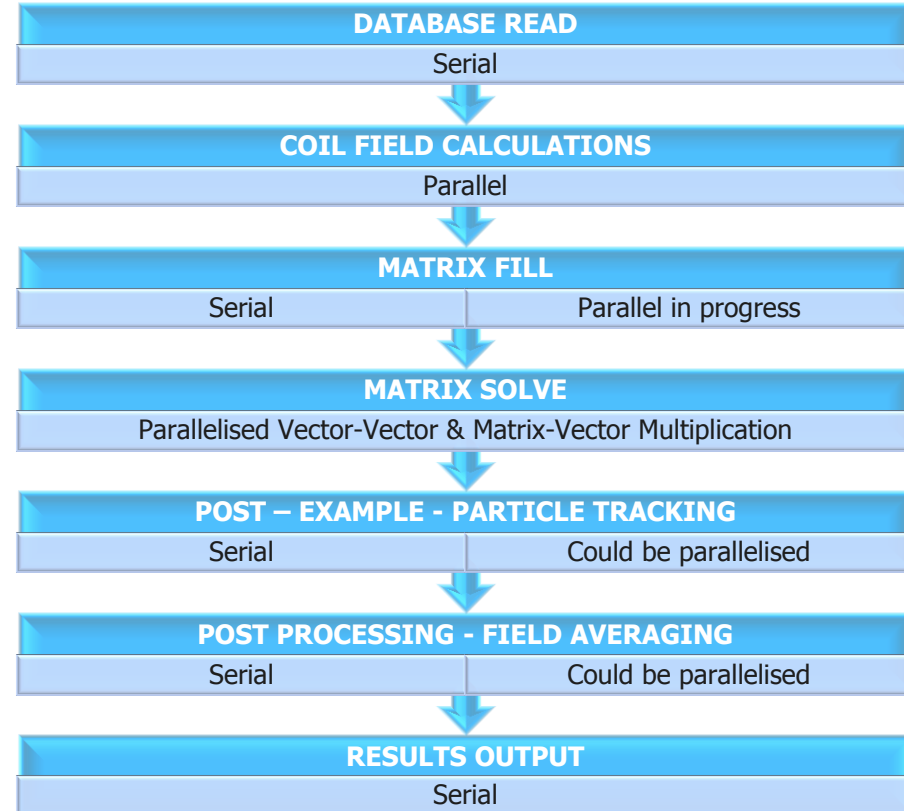 DATABASE READ
Serial
COIL FIELD CALCULATIONS
Parallel
MATRIX FILL
Serial
Parallel in progress
MATRIX SOLVE
Parallelised Vector-Vector & Matrix-Vector Multiplication
POST – EXAMPLE - PARTICLE TRACKING
Serial
Could be parallelised
POST PROCESSING - FIELD AVERAGING
Serial
Could be parallelised
RESULTS OUTPUT
Serial